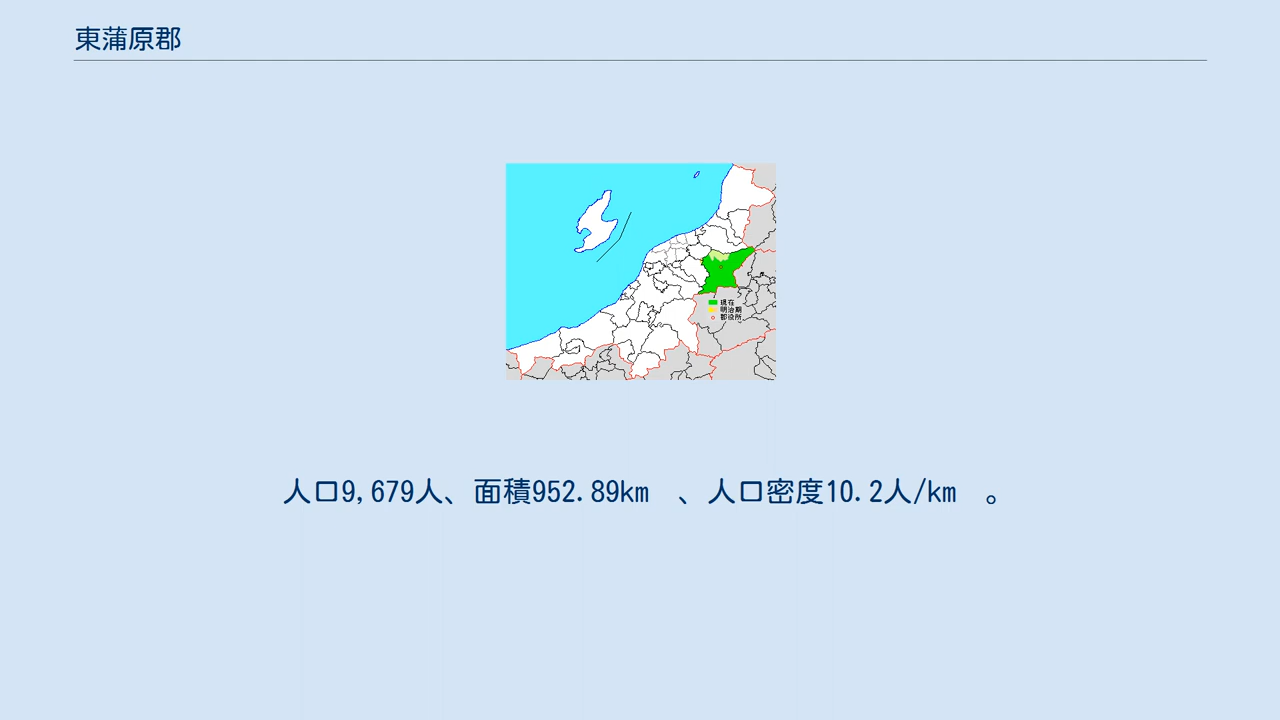 東蒲原郡
現在
明治期
郡役所
人口9,679人、面積952.89km　、人口密度10.2人/km　。